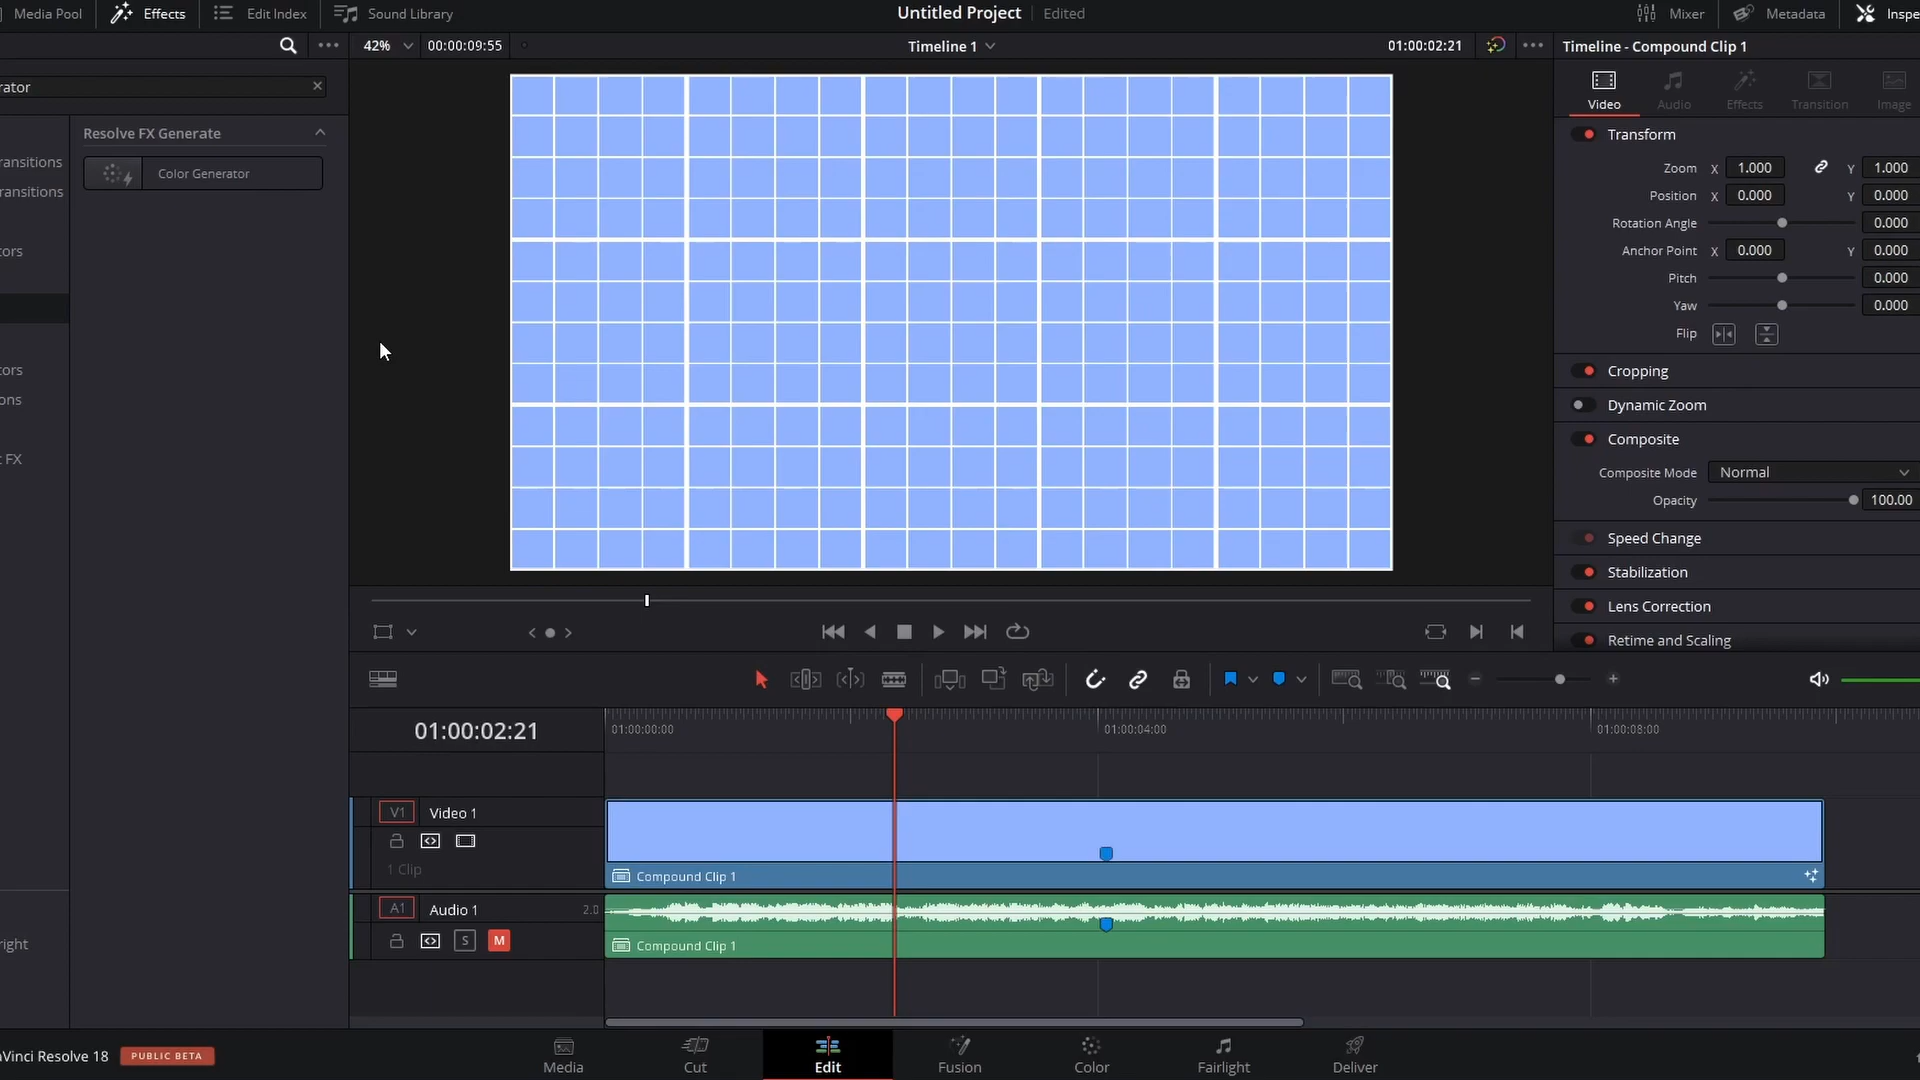 Media Pool
Effects
Edit Index
Sound Library
Untitled Project
Edited
Mixer
Metadata
Inspe
42%
00:00:09:55
Timeline 1
01:00:02:21
Timeline - Compound Clip 1
rator
Resolve FX Generate
Color Generator
ransitions
ransitions
ors
ors
ons
t FX
right
Video
Audio
Effects
Transition
Image
Transform
Zoom X 1.000 Y 1.000
Position X 0.000 Y 0.000
Rotation Angle 0.000
Anchor Point X 0.000 Y 0.000
Pitch 0.000
Yaw 0.000
Flip
Cropping
Dynamic Zoom
Composite
Composite Mode Normal
Opacity 100.00
Speed Change
Stabilization
Lens Correction
Retime and Scaling
01:00:02:21
01:00:00:00
01:00:04:00
01:00:08:00
V1 Video 1
1 Clip
Compound Clip 1
A1 Audio 1 2.0
S M
Compound Clip 1
aVinci Resolve 18
PUBLIC BETA
Media
Cut
Edit
Fusion
Color
Fairlight
Deliver